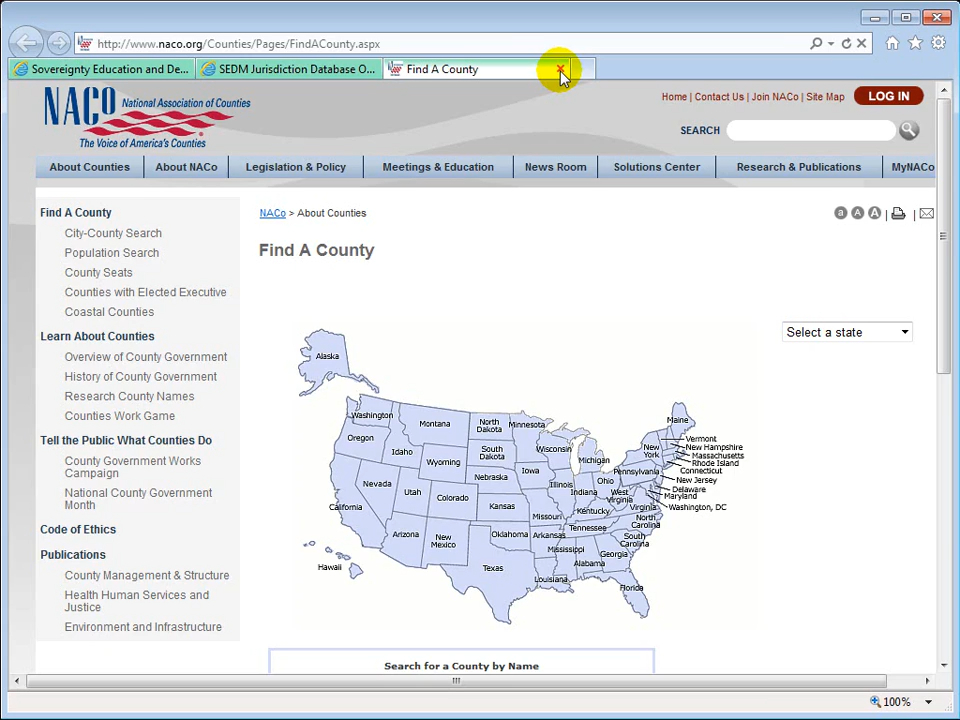 http://www.naco.org/Counties/Pages/FindACounty.aspx
Sovereignty Education and De...
SEDM Jurisdiction Database O...
Find A County
NACo
National Association of Counties
The Voice of America's Counties
Home | Contact Us | Join NACo | Site Map
LOG IN
SEARCH
About Counties
About NACo
Legislation & Policy
Meetings & Education
News Room
Solutions Center
Research & Publications
MyNACo
Find A County
City-County Search
Population Search
County Seats
Counties with Elected Executive
Coastal Counties
Learn About Counties
Overview of County Government
History of County Government
Research County Names
Counties Work Game
Tell the Public What Counties Do
County Government Works
Campaign
National County Government
Month
Code of Ethics
Publications
County Management & Structure
Health Human Services and
Justice
Environment and Infrastructure
NACo > About Counties
a | A | A
Find A County
Select a state
Alaska
Washington
Oregon
California
Nevada
Idaho
Montana
Wyoming
Utah
Colorado
Arizona
New
Mexico
North
Dakota
South
Dakota
Nebraska
Kansas
Oklahoma
Texas
Minnesota
Iowa
Missouri
Arkansas
Louisiana
Wisconsin
Illinois
Michigan
Indiana
Ohio
Kentucky
Tennessee
Mississippi
Alabama
Georgia
Florida
South
Carolina
North
Carolina
Virginia
West
Virginia
Pennsylvania
New
York
Maine
Vermont
New Hampshire
Massachusetts
Rhode Island
Connecticut
New Jersey
Delaware
Maryland
Washington, DC
Hawaii
Search for a County by Name
100%